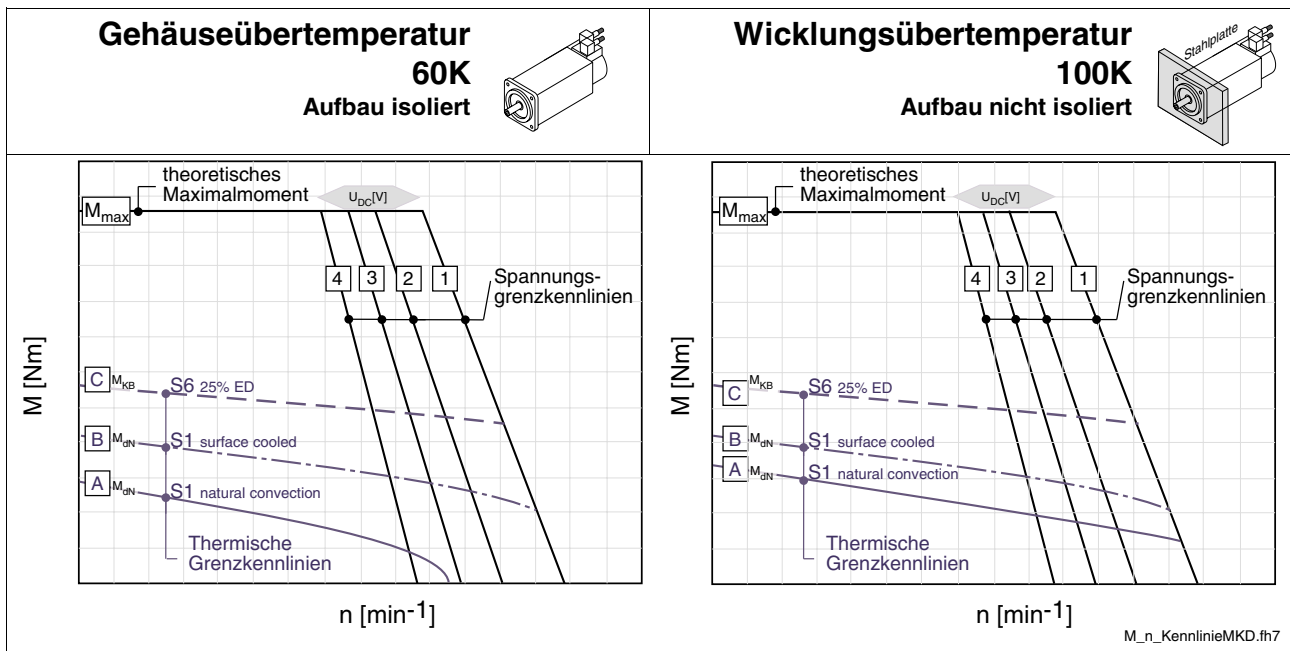 Gehäuseübertemperatur
60K
Aufbau isoliert
Wicklungsübertemperatur
100K
Aufbau nicht isoliert
Stahlplatte
theoretisches
Maximalmoment
UDC[V]
Mmax
4 3 2 1
Spannungs-
grenzkennlinien
M [Nm]
C MKB S6 25% ED
B MdN S1 surface cooled
A MdN S1 natural convection
Thermische
Grenzkennlinien
n [min-1]
theoretisches
Maximalmoment
UDC[V]
Mmax
4 3 2 1
Spannungs-
grenzkennlinien
M [Nm]
C MKB S6 25% ED
B MdN S1 surface cooled
A MdN S1 natural convection
Thermische
Grenzkennlinien
n [min-1]
M_n_KennlinieMKD.fh7